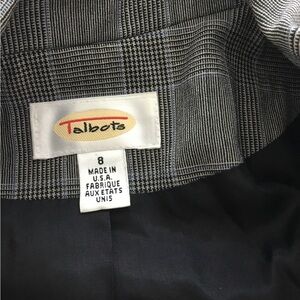 Talbots
8
MADE IN
U.S.A.
FABRIQUE
AUX ETATS
UNIS